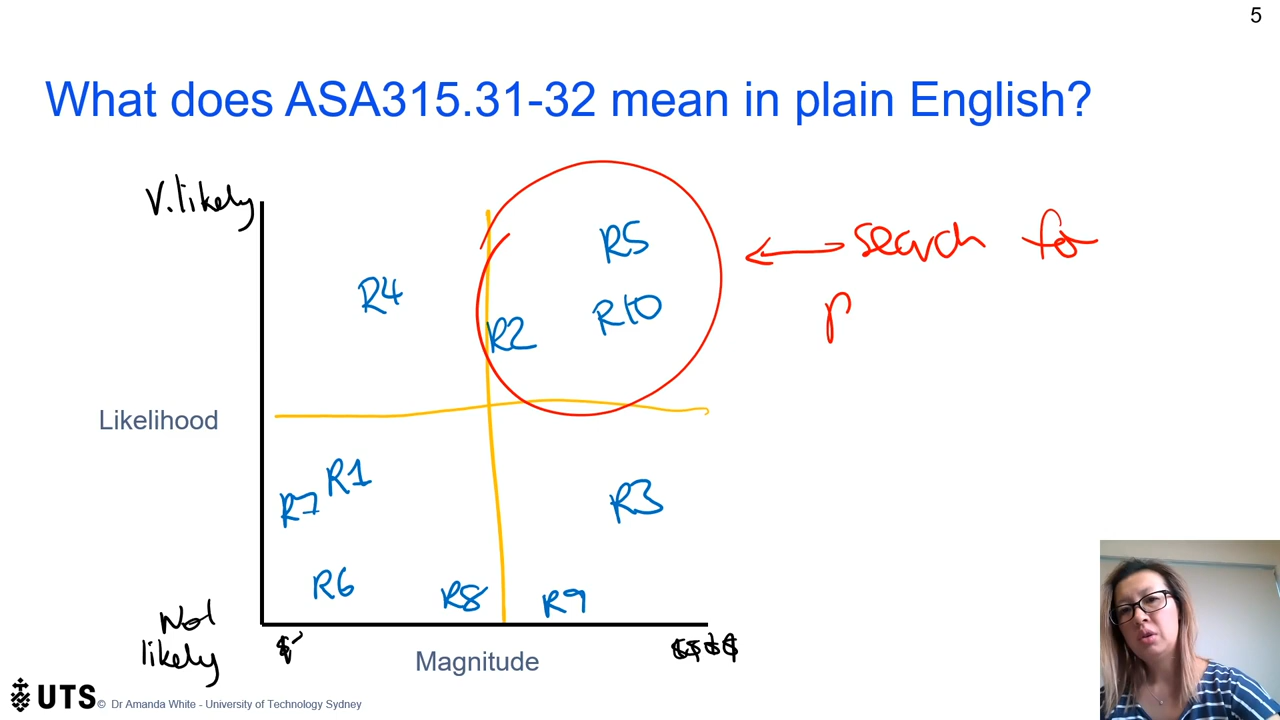 5
What does ASA315.31-32 mean in plain English?
V.likely
R5
search for
R4
R10
p
R2
Likelihood
R1
R7
R3
R6
R8
R9
Not
likely
$
Magnitude
$$$$
UTS
© Dr Amanda White - University of Technology Sydney